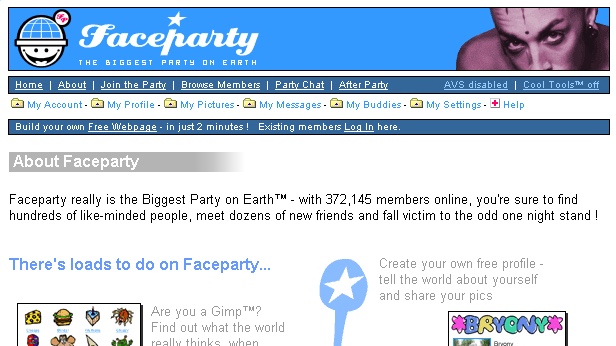 Faceparty
THE BIGGEST PARTY ON EARTH
Home | About | Join the Party | Browse Members | Party Chat | After Party AVS disabled | Cool Tools™ off
My Account - My Profile - My Pictures - My Messages - My Buddies - My Settings - Help
Build your own Free Webpage - in just 2 minutes ! Existing members Log In here.
About Faceparty
Faceparty really is the Biggest Party on Earth™ - with 372,145 members online, you're sure to find
hundreds of like-minded people, meet dozens of new friends and fall victim to the odd one night stand !
There's loads to do on Faceparty...
Create your own free profile -
tell the world about yourself
and share your pics
Are you a Gimp™?
Find out what the world
really thinks, when
BRYONY
Bryony